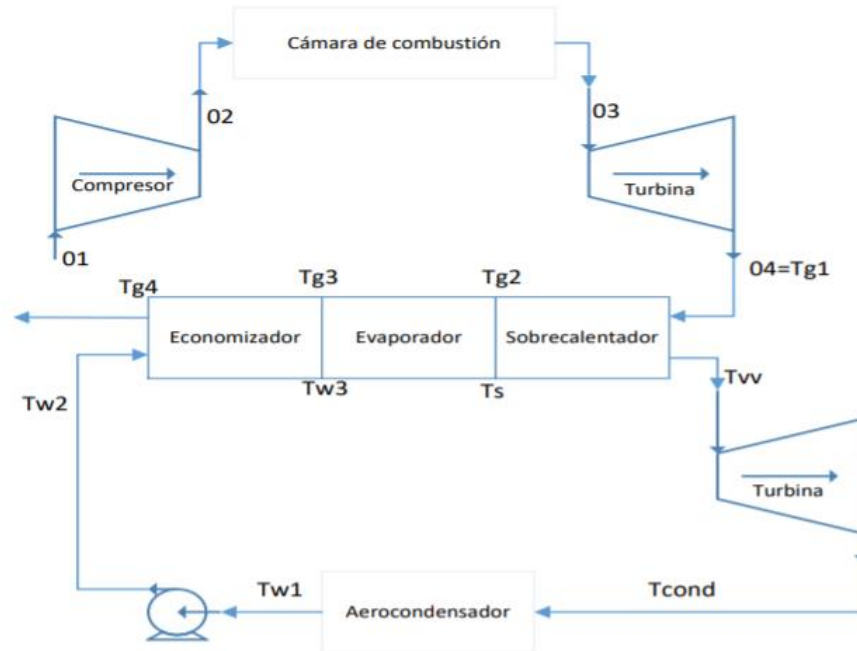 Cámara de combustión
02
03
Compresor
Turbina
01
04=Tg1
Tg4
Tg3
Tg2
Economizador
Evaporador
Sobrecalentador
Tw2
Tw3
Ts
Tvv
Turbina
Tw1
Tcond
Aerocondensador